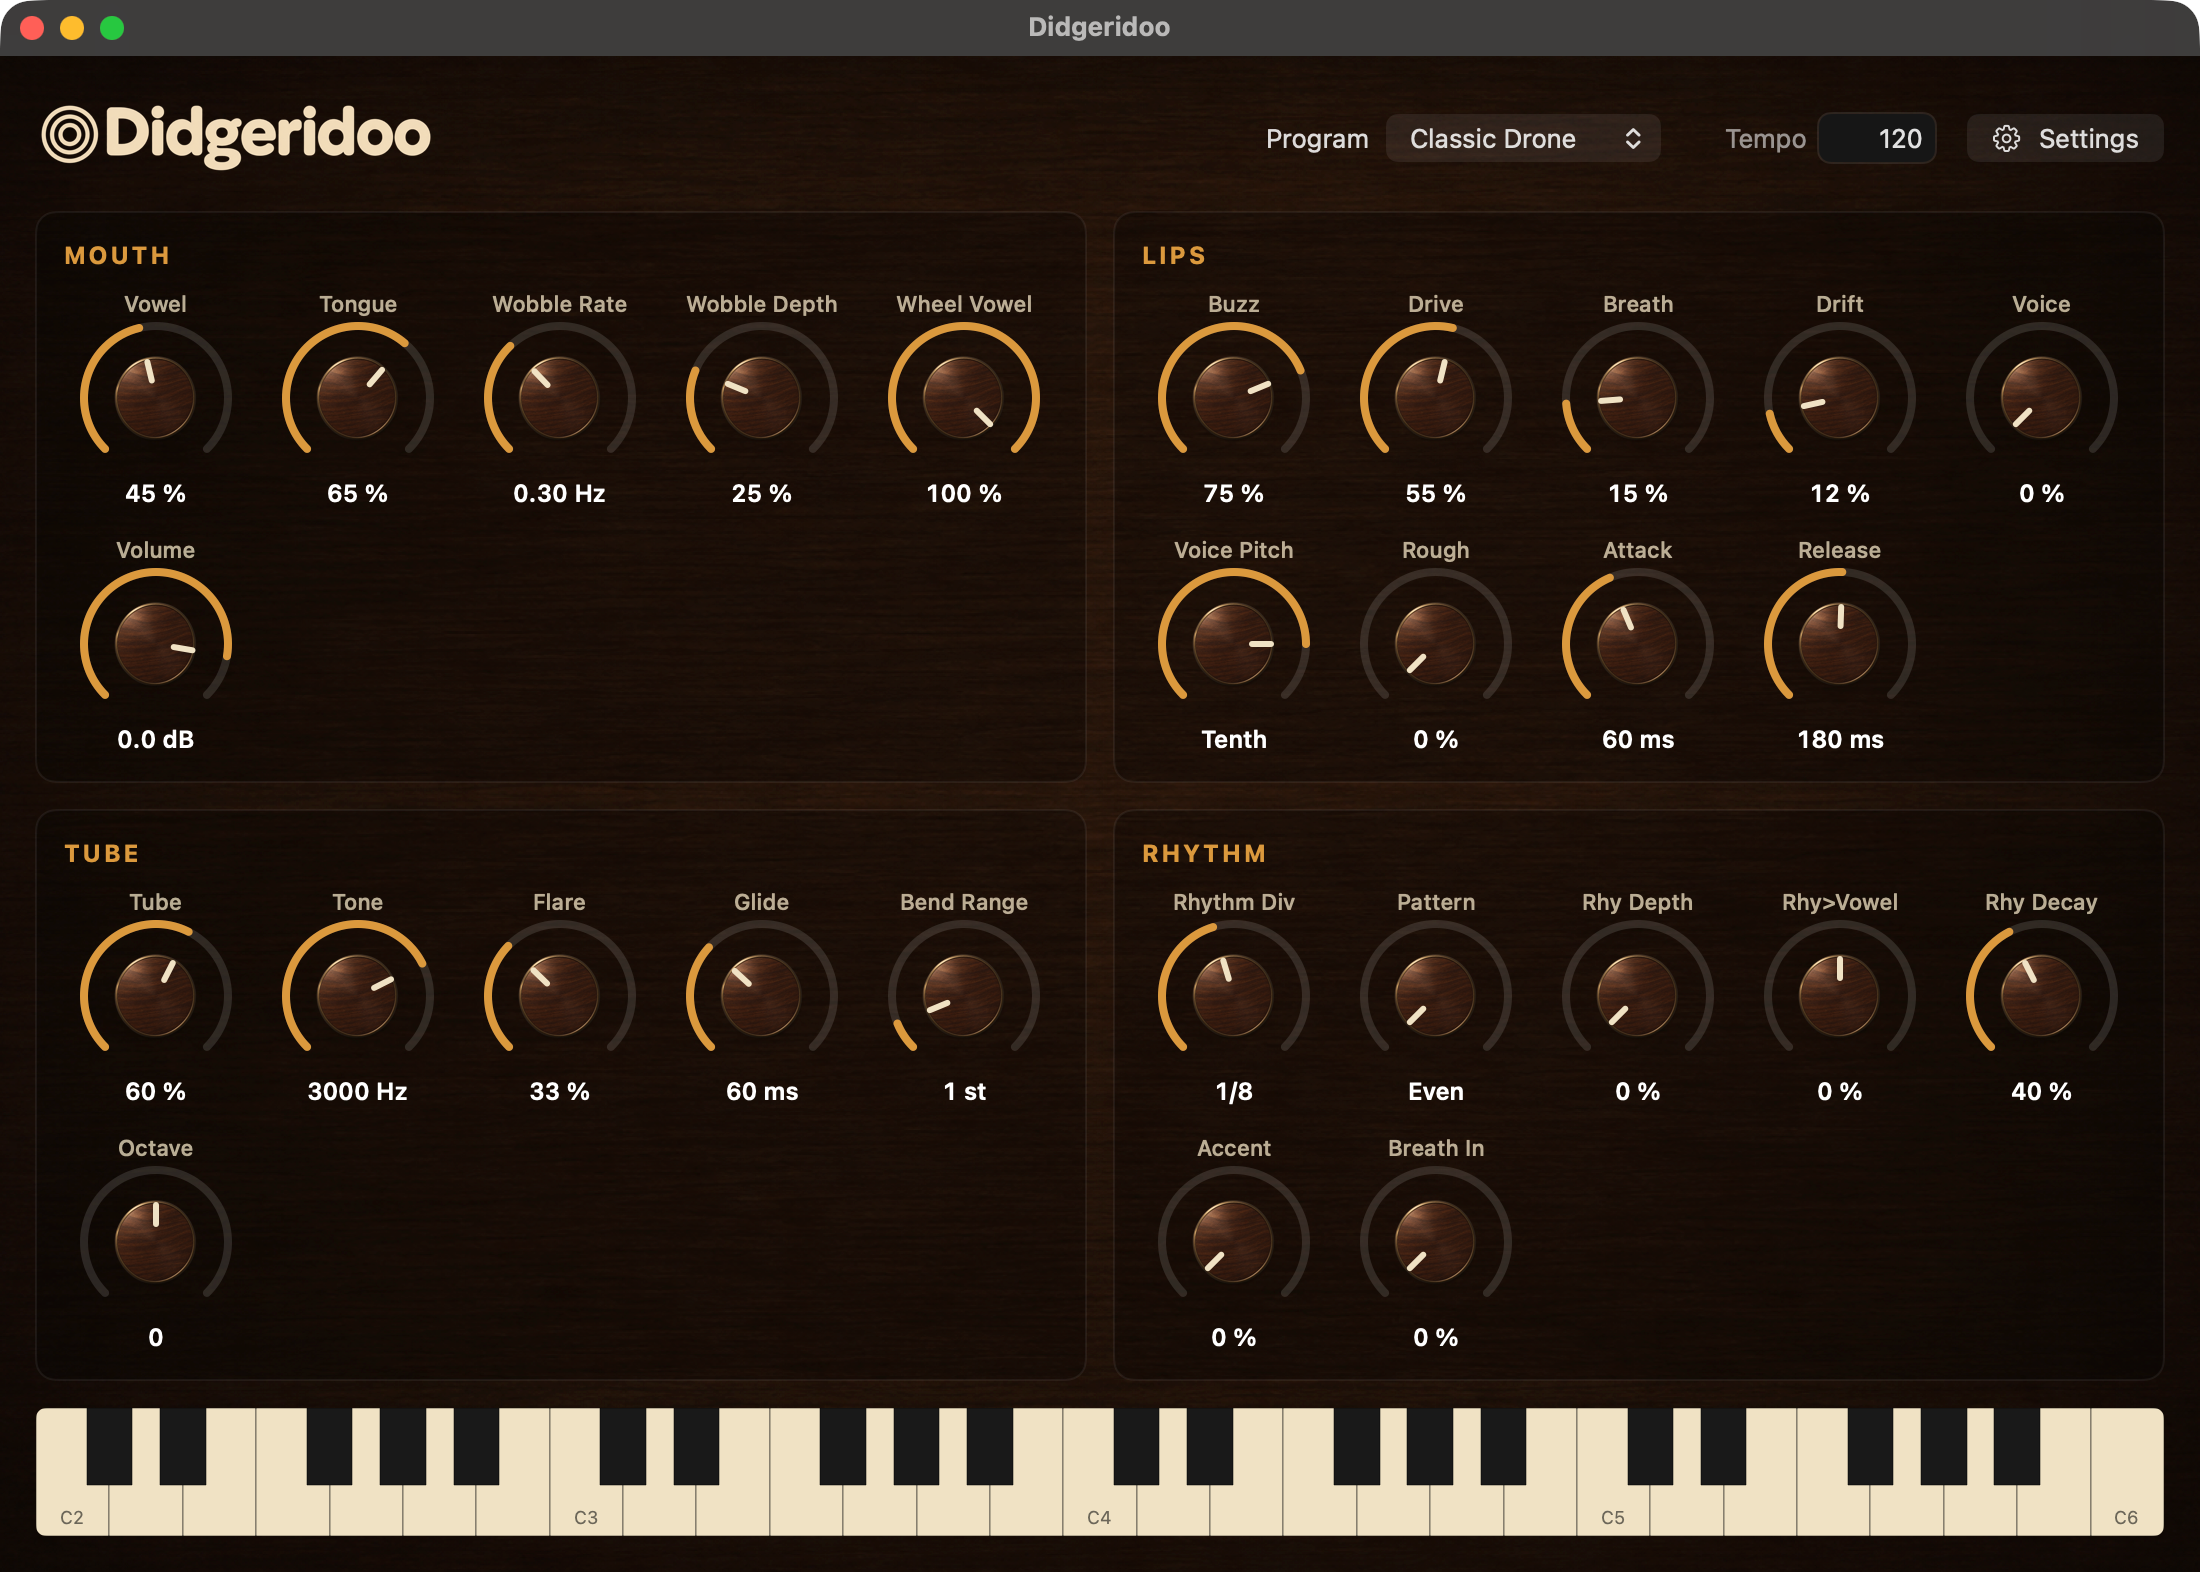 Didgeridoo
Didgeridoo
Program Classic Drone Tempo 120 Settings
MOUTH
Vowel Tongue Wobble Rate Wobble Depth Wheel Vowel
45 % 65 % 0.30 Hz 25 % 100 %
Volume
0.0 dB
LIPS
Buzz Drive Breath Drift Voice
75 % 55 % 15 % 12 % 0 %
Voice Pitch Rough Attack Release
Tenth 0 % 60 ms 180 ms
TUBE
Tube Tone Flare Glide Bend Range
60 % 3000 Hz 33 % 60 ms 1 st
Octave
0
RHYTHM
Rhythm Div Pattern Rhy Depth Rhy>Vowel Rhy Decay
1/8 Even 0 % 0 % 40 %
Accent Breath In
0 % 0 %
C2 C3 C4 C5 C6